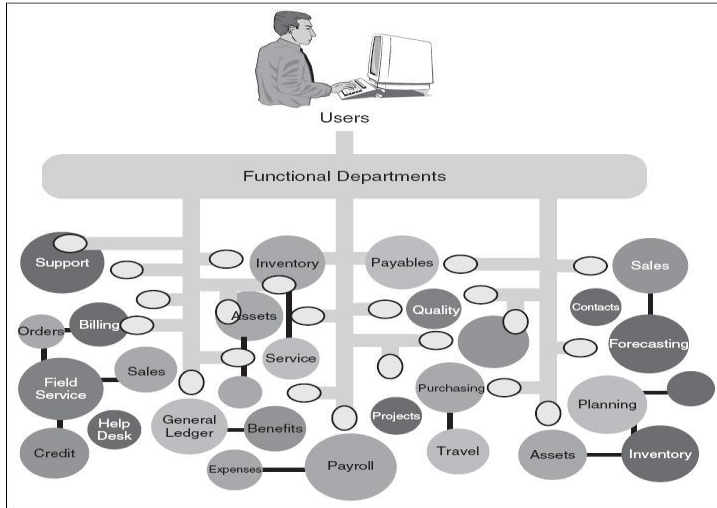 Users
Functional Departments
Support
Inventory
Payables
Sales
Contacts
Orders
Billing
Assets
Quality
Forecasting
Service
Field
Service
Sales
Purchasing
Planning
General
Ledger
Benefits
Projects
Help
Desk
Credit
Expenses
Payroll
Travel
Assets
Inventory